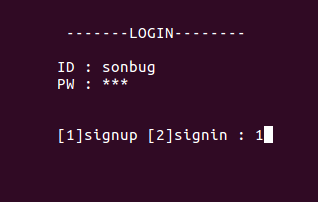 -------LOGIN--------
ID : sonbug
PW : ***
[1]signup [2]signin : 1